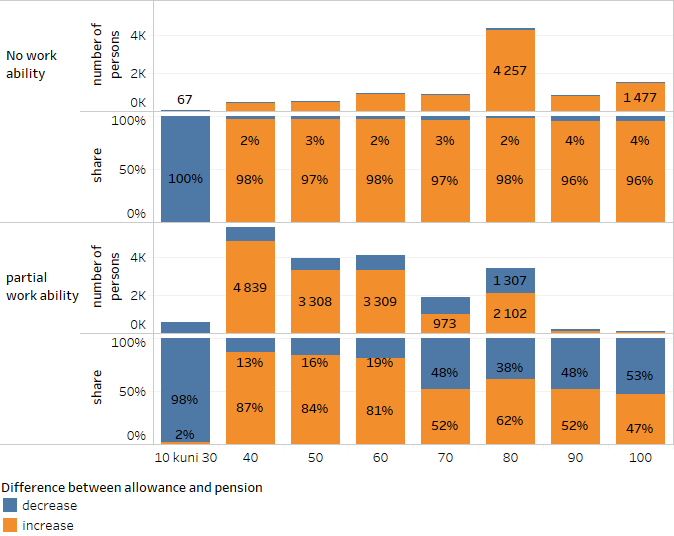 No work
ability
number of
persons
4K
2K
0K
67
4 257
1 477
share
100%
50%
0%
2% 3% 2% 3% 2% 4% 4%
100% 98% 97% 98% 97% 98% 96% 96%
partial
work ability
number of
persons
4K
2K
0K
4 839
3 308
3 309
973
1 307
2 102
share
100%
50%
0%
13% 16% 19% 48% 38% 48% 53%
98% 87% 84% 81% 52% 62% 52% 47%
2%
10 kuni 30 40 50 60 70 80 90 100
Difference between allowance and pension
decrease
increase